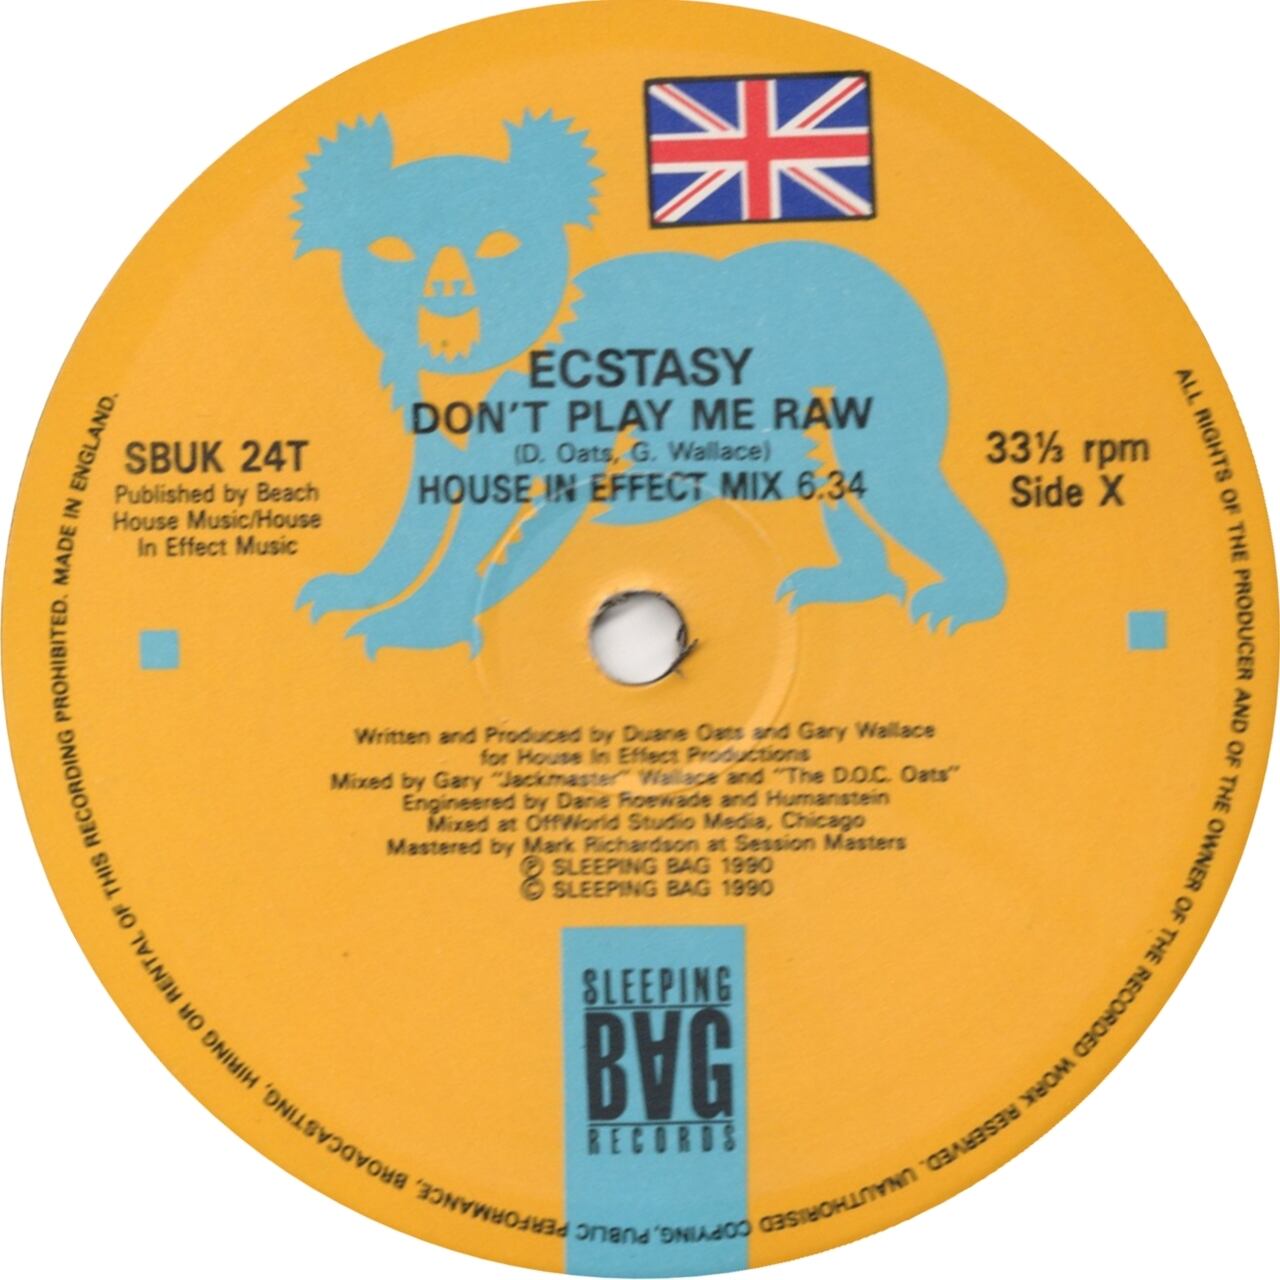 ECSTASY
DON'T PLAY ME RAW
(D. Oats, G. Wallace)
HOUSE IN EFFECT MIX 6.34
SBUK 24T
Published by Beach
House Music/House
In Effect Music
33⅓ rpm
Side X
Written and Produced by Duane Oats and Gary Wallace
for House In Effect Productions
Mixed by Gary "Jackmaster" Wallace and "The D.O.C. Oats"
Engineered by Dane Roewade and Humanstein
Mixed at OffWorld Studio Media, Chicago
Mastered by Mark Richardson at Session Masters
Ⓟ SLEEPING BAG 1990
© SLEEPING BAG 1990
SLEEPING
BAG
RECORDS
ALL RIGHTS OF THE PRODUCER AND OF THE OWNER OF THE RECORDED WORK RESERVED. UNAUTHORISED COPYING, PUBLIC PERFORMANCE, BROADCASTING, HIRING OR RENTAL OF THIS RECORDING PROHIBITED. MADE IN ENGLAND.